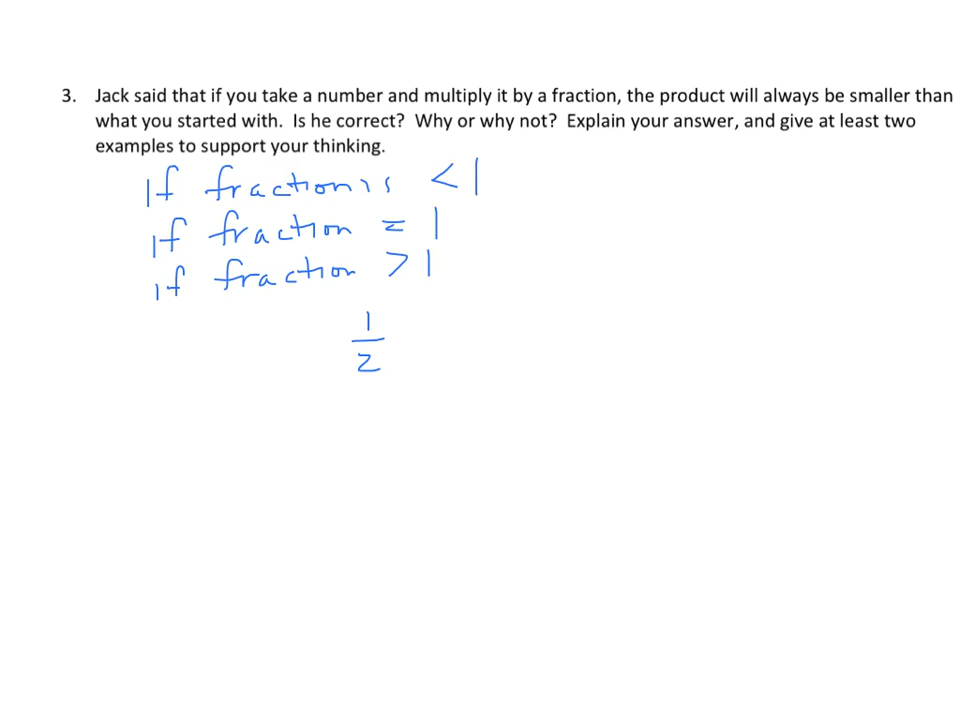 3. Jack said that if you take a number and multiply it by a fraction, the product will always be smaller than
what you started with. Is he correct? Why or why not? Explain your answer, and give at least two
examples to support your thinking.
If fraction is < 1
if fraction = 1
if fraction > 1
1
2